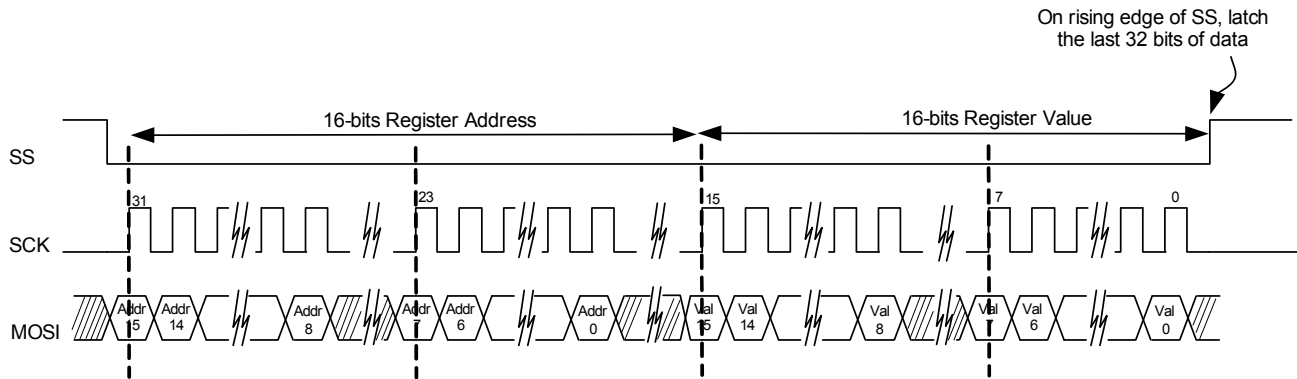 On rising edge of SS, latch
the last 32 bits of data
16-bits Register Address
16-bits Register Value
SS
31
23
15
7
0
SCK
MOSI
Addr
15
Addr
14
Addr
8
Addr
7
Addr
6
Addr
0
Val
15
Val
14
Val
8
Val
7
Val
6
Val
0